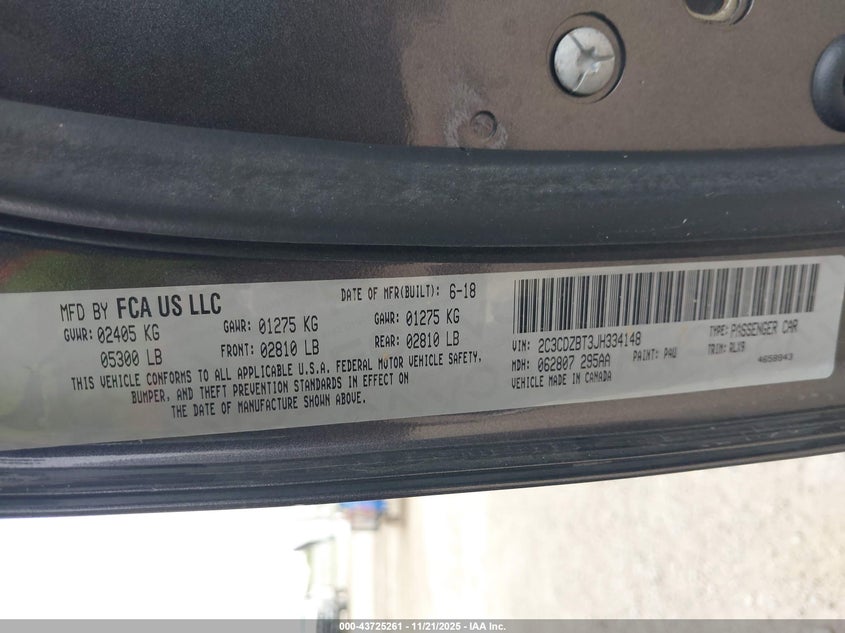 MFD BY FCA US LLC
DATE OF MFR(BUILT): 6-18
GVWR: 02405 KG
05300 LB
GAWR: 01275 KG
FRONT: 02810 LB
GAWR: 01275 KG
REAR: 02810 LB
THIS VEHICLE CONFORMS TO ALL APPLICABLE U.S.A. FEDERAL MOTOR VEHICLE SAFETY,
BUMPER, AND THEFT PREVENTION STANDARDS IN EFFECT ON
THE DATE OF MANUFACTURE SHOWN ABOVE.
VIN: 2C3CDZBT3JH334148
TYPE: PASSENGER CAR
MDH: 062807 295AA
PAINT: PAU
TRIM: RLX9
VEHICLE MADE IN CANADA
4658943
000-43725261 - 11/21/2025 - IAA Inc.